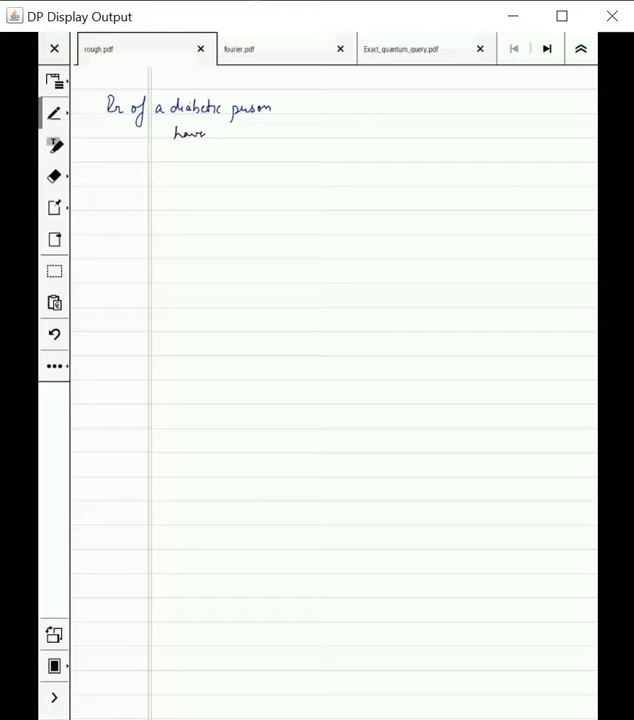 DP Display Output
rough.pdf fourier.pdf Exact_quantum_query.pdf
Pr of a diabetic person
have